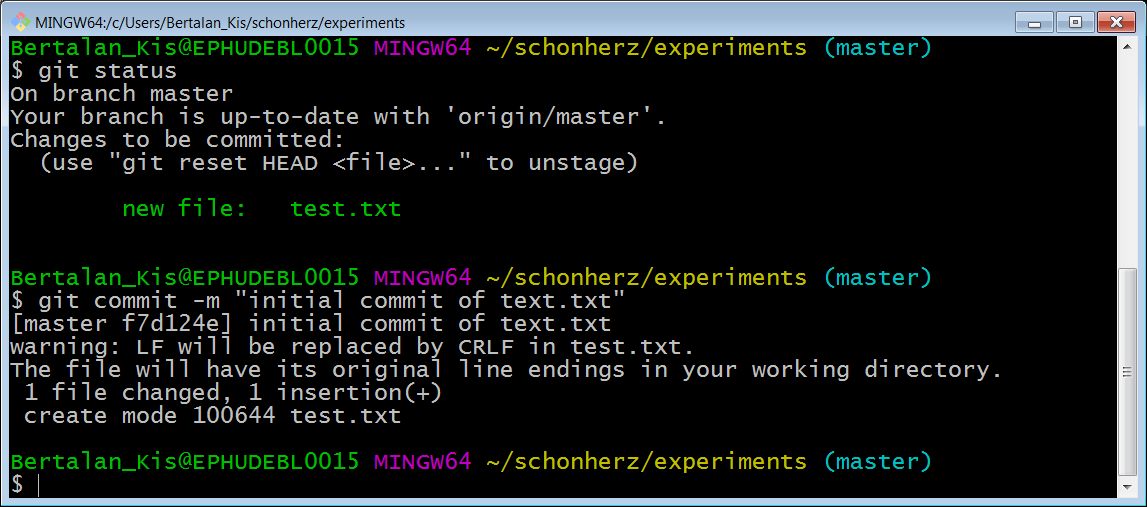 MINGW64:/c/Users/Bertalan_Kis/schonherz/experiments
Bertalan_Kis@EPHUDEBL0015 MINGW64 ~/schonherz/experiments (master)
$ git status
On branch master
Your branch is up-to-date with 'origin/master'.
Changes to be committed:
  (use "git reset HEAD <file>..." to unstage)
        new file:   test.txt
Bertalan_Kis@EPHUDEBL0015 MINGW64 ~/schonherz/experiments (master)
$ git commit -m "initial commit of text.txt"
[master f7d124e] initial commit of text.txt
warning: LF will be replaced by CRLF in test.txt.
The file will have its original line endings in your working directory.
 1 file changed, 1 insertion(+)
 create mode 100644 test.txt
Bertalan_Kis@EPHUDEBL0015 MINGW64 ~/schonherz/experiments (master)
$